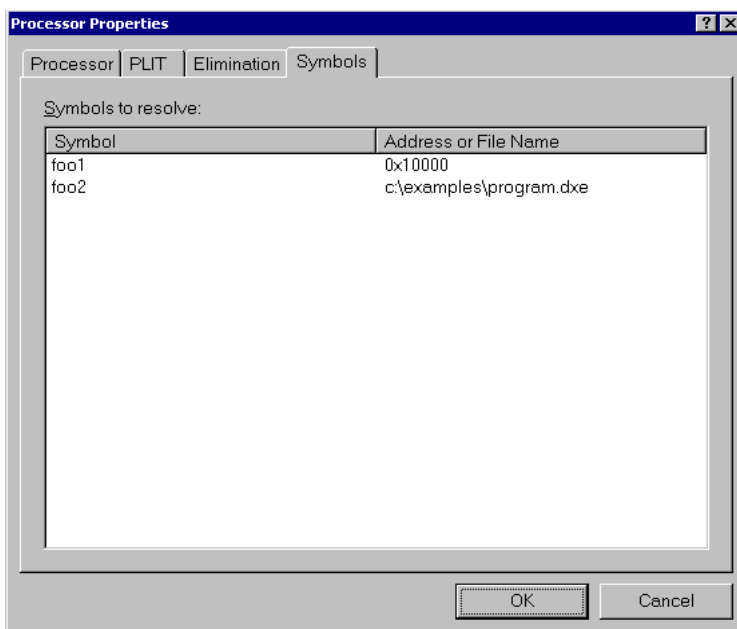 Processor Properties
Processor PLIT Elimination Symbols
Symbols to resolve:
Symbol Address or File Name
foo1 0x10000
foo2 c:\examples\program.dxe
OK Cancel